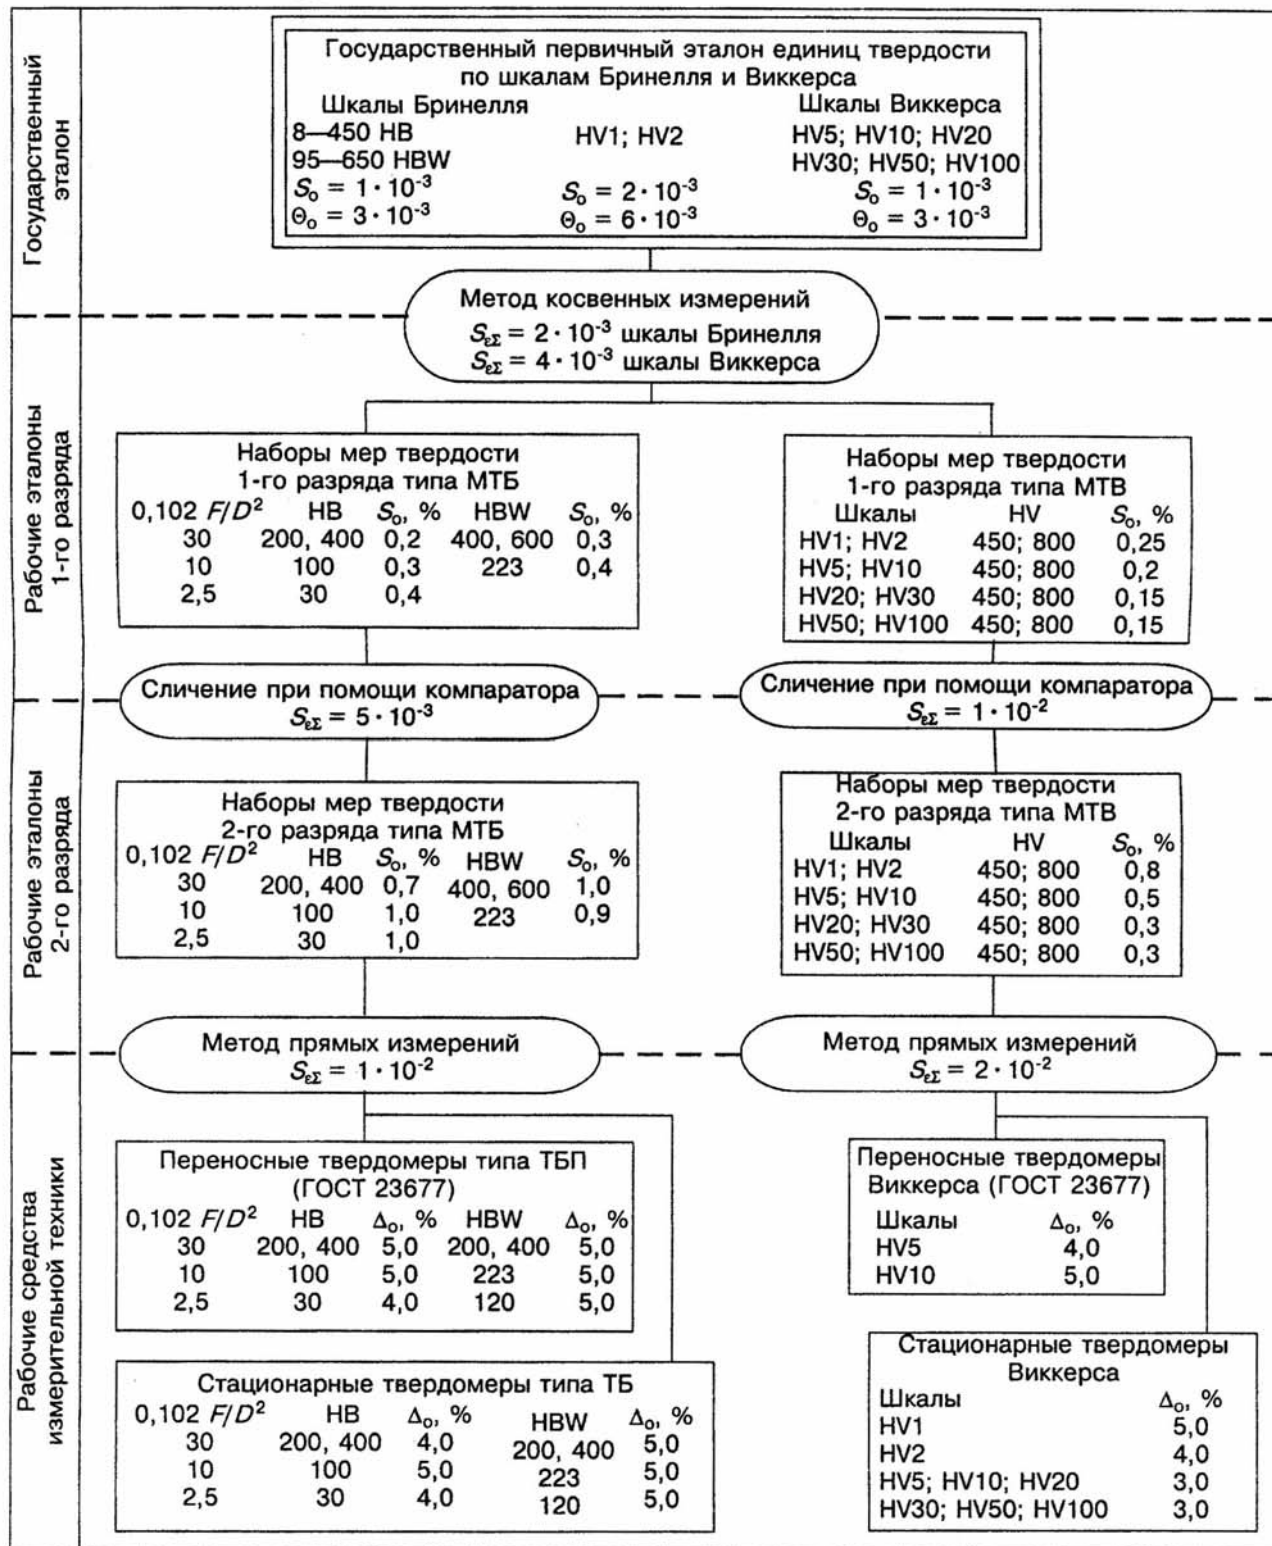 Государственный
эталон
Государственный первичный эталон единиц твердости
по шкалам Бринелля и Виккерса
Шкалы Бринелля Шкалы Виккерса
8—450 HB HV1; HV2 HV5; HV10; HV20
95—650 HBW HV30; HV50; HV100
Sₒ = 1 · 10⁻³ Sₒ = 2 · 10⁻³ Sₒ = 1 · 10⁻³
Θₒ = 3 · 10⁻³ Θₒ = 6 · 10⁻³ Θₒ = 3 · 10⁻³
Метод косвенных измерений
S_εΣ = 2 · 10⁻³ шкалы Бринелля
S_εΣ = 4 · 10⁻³ шкалы Виккерса
Рабочие эталоны
1-го разряда
Наборы мер твердости
1-го разряда типа МТБ
0,102 F/D² HB Sₒ, % HBW Sₒ, %
30 200, 400 0,2 400, 600 0,3
10 100 0,3 223 0,4
2,5 30 0,4
Наборы мер твердости
1-го разряда типа МТВ
Шкалы HV Sₒ, %
HV1; HV2 450; 800 0,25
HV5; HV10 450; 800 0,2
HV20; HV30 450; 800 0,15
HV50; HV100 450; 800 0,15
Сличение при помощи компаратора
S_εΣ = 5 · 10⁻³
Сличение при помощи компаратора
S_εΣ = 1 · 10⁻²
Рабочие эталоны
2-го разряда
Наборы мер твердости
2-го разряда типа МТБ
0,102 F/D² HB Sₒ, % HBW Sₒ, %
30 200, 400 0,7 400, 600 1,0
10 100 1,0 223 0,9
2,5 30 1,0
Наборы мер твердости
2-го разряда типа МТВ
Шкалы HV Sₒ, %
HV1; HV2 450; 800 0,8
HV5; HV10 450; 800 0,5
HV20; HV30 450; 800 0,3
HV50; HV100 450; 800 0,3
Метод прямых измерений
S_εΣ = 1 · 10⁻²
Метод прямых измерений
S_εΣ = 2 · 10⁻²
Рабочие средства
измерительной техники
Переносные твердомеры типа ТБП
(ГОСТ 23677)
0,102 F/D² HB Δₒ, % HBW Δₒ, %
30 200, 400 5,0 200, 400 5,0
10 100 5,0 223 5,0
2,5 30 4,0 120 5,0
Переносные твердомеры
Виккерса (ГОСТ 23677)
Шкалы Δₒ, %
HV5 4,0
HV10 5,0
Стационарные твердомеры типа ТБ
0,102 F/D² HB Δₒ, % HBW Δₒ, %
30 200, 400 4,0 200, 400 5,0
10 100 5,0 223 5,0
2,5 30 4,0 120 5,0
Стационарные твердомеры
Виккерса
Шкалы Δₒ, %
HV1 5,0
HV2 4,0
HV5; HV10; HV20 3,0
HV30; HV50; HV100 3,0